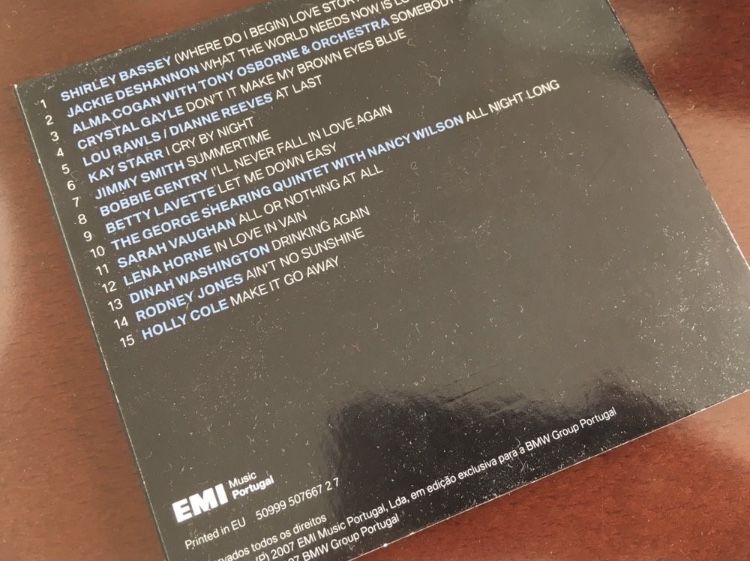 1 SHIRLEY BASSEY (WHERE DO I BEGIN) LOVE STOR
2 JACKIE DESHANNON WHAT THE WORLD NEEDS NOW IS LO
3 ALMA COGAN WITH TONY OSBORNE & ORCHESTRA SOMEBODY
4 CRYSTAL GAYLE DON'T IT MAKE MY BROWN EYES BLUE
5 LOU RAWLS / DIANNE REEVES AT LAST
6 KAY STARR I CRY BY NIGHT
7 JIMMY SMITH SUMMERTIME
8 BOBBIE GENTRY I'LL NEVER FALL IN LOVE AGAIN
9 BETTY LAVETTE LET ME DOWN EASY
10 THE GEORGE SHEARING QUINTET WITH NANCY WILSON ALL NIGHT LONG
11 SARAH VAUGHAN ALL OR NOTHING AT ALL
12 LENA HORNE IN LOVE IN VAIN
13 DINAH WASHINGTON DRINKING AGAIN
14 RODNEY JONES AIN'T NO SUNSHINE
15 HOLLY COLE MAKE IT GO AWAY
EMI Music Portugal
Printed in EU 50999 507667 2 7
rvados todos os direitos
(P) 2007 EMI Music Portugal, Lda, em edição exclusiva para a BMW Group Portugal
07 BMW Group Portugal